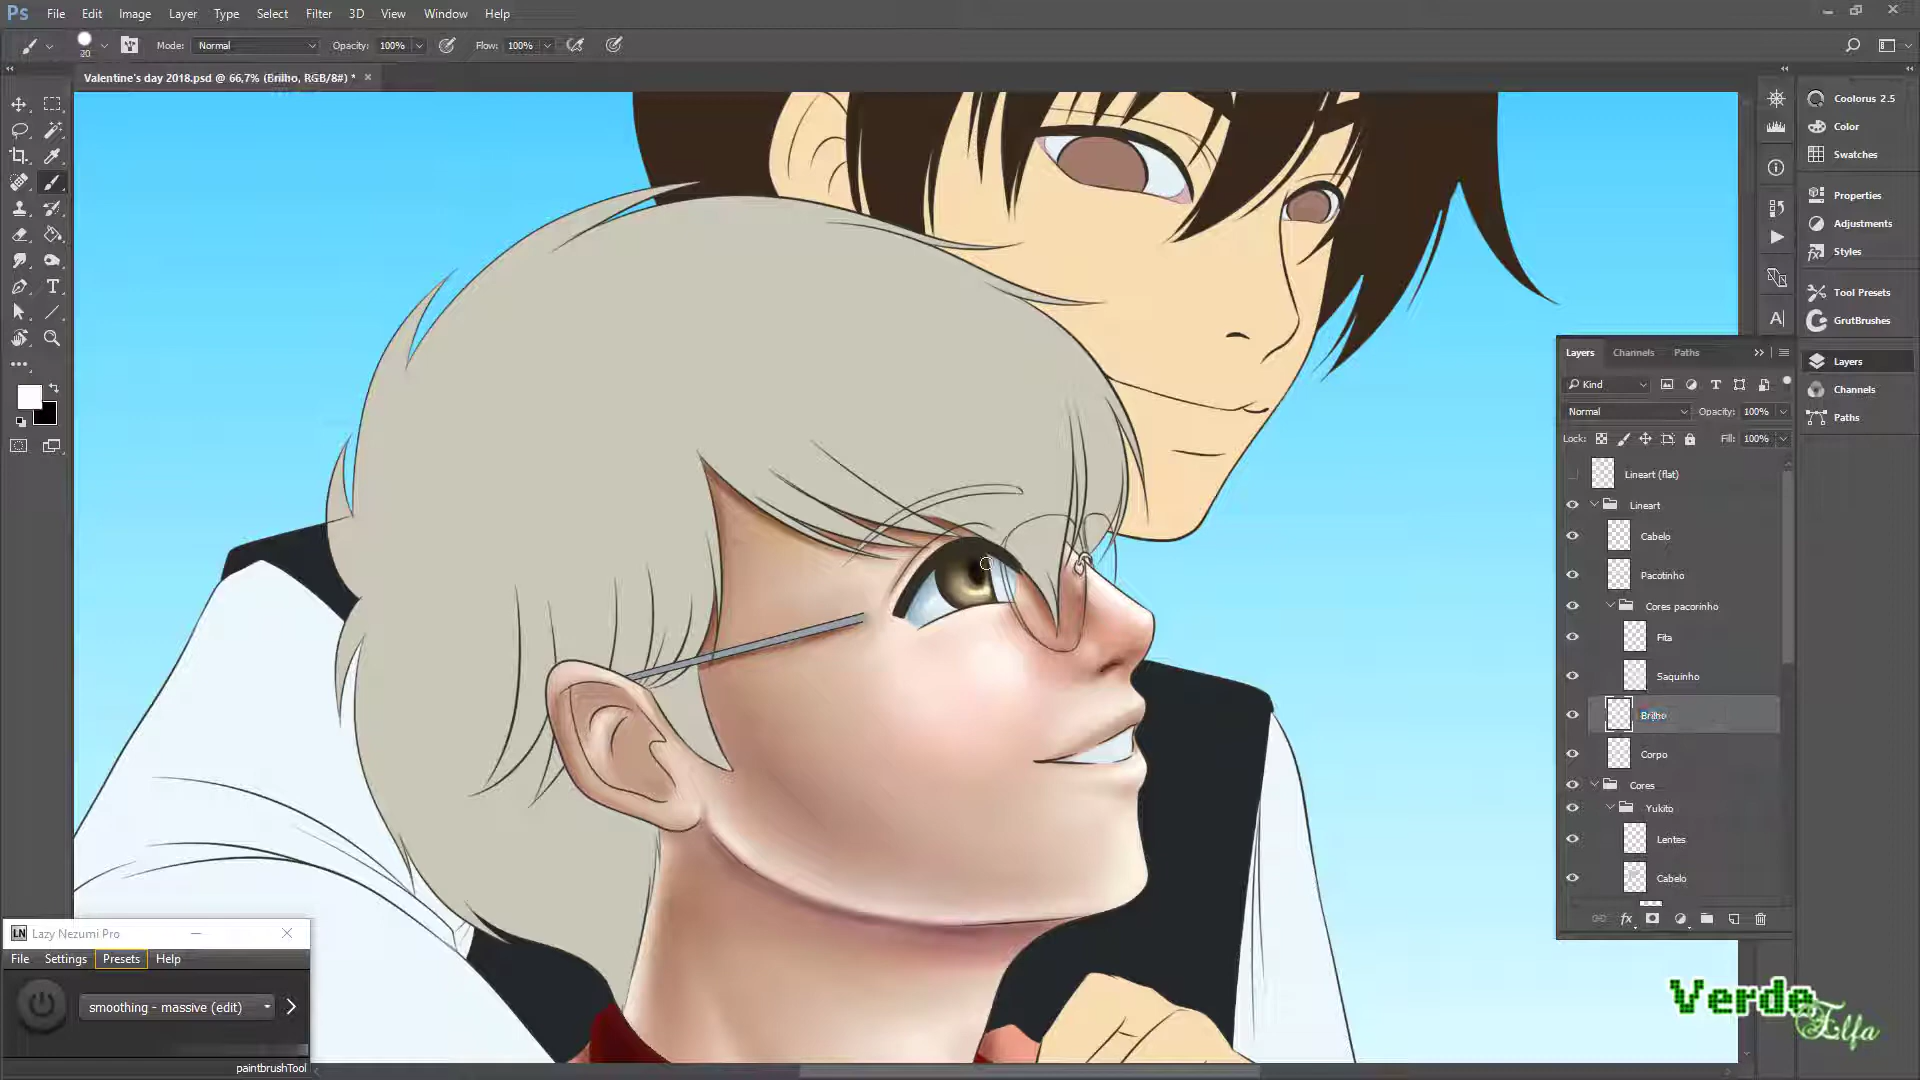 Ps File Edit Image Layer Type Select Filter 3D View Window Help
20 Mode: Normal Opacity: 100% Flow: 100%
Valentine's day 2018.psd @ 66,7% (Brilho, RGB/8#) * ×
Coolorus 2.5
Color
Swatches
Properties
Adjustments
Styles
Tool Presets
GrutBrushes
Layers
Channels
Paths
Layers Channels Paths
Kind
Normal Opacity: 100%
Lock: Fill: 100%
Lineart (flat)
Lineart
Cabelo
Pacotinho
Cores pacorinho
Fita
Saquinho
Brilho
Corpo
Cores
Yukito
Lentes
Cabelo
fx
LN Lazy Nezumi Pro
File Settings Presets Help
smoothing - massive (edit)
paintbrushTool
Verde
Elfa